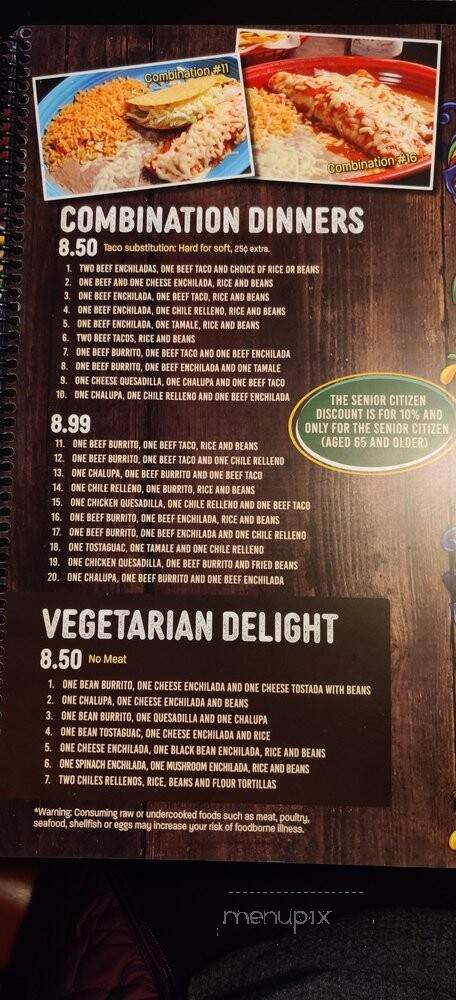 Combination #11
Combination #16
COMBINATION DINNERS
8.50 Taco substitution: Hard for soft, 25¢ extra.
1. TWO BEEF ENCHILADAS, ONE BEEF TACO AND CHOICE OF RICE OR BEANS
2. ONE BEEF AND ONE CHEESE ENCHILADA, RICE AND BEANS
3. ONE BEEF ENCHILADA, ONE BEEF TACO, RICE AND BEANS
4. ONE BEEF ENCHILADA, ONE CHILE RELLENO, RICE AND BEANS
5. ONE BEEF ENCHILADA, ONE TAMALE, RICE AND BEANS
6. TWO BEEF TACOS, RICE AND BEANS
7. ONE BEEF BURRITO, ONE BEEF TACO AND ONE BEEF ENCHILADA
8. ONE BEEF BURRITO, ONE BEEF ENCHILADA AND ONE TAMALE
9. ONE CHEESE QUESADILLA, ONE CHALUPA AND ONE BEEF TACO
10. ONE CHALUPA, ONE CHILE RELLENO AND ONE BEEF ENCHILADA
THE SENIOR CITIZEN
DISCOUNT IS FOR 10% AND
ONLY FOR THE SENIOR CITIZEN
(AGED 65 AND OLDER)
8.99
11. ONE BEEF BURRITO, ONE BEEF TACO, RICE AND BEANS
12. ONE BEEF BURRITO, ONE BEEF TACO AND ONE CHILE RELLENO
13. ONE CHALUPA, ONE BEEF BURRITO AND ONE BEEF TACO
14. ONE CHILE RELLENO, ONE BURRITO, RICE AND BEANS
15. ONE CHICKEN QUESADILLA, ONE CHILE RELLENO AND ONE BEEF TACO
16. ONE BEEF BURRITO, ONE BEEF ENCHILADA, RICE AND BEANS
17. ONE BEEF BURRITO, ONE BEEF ENCHILADA AND ONE CHILE RELLENO
18. ONE TOSTAGUAC, ONE TAMALE AND ONE CHILE RELLENO
19. ONE CHICKEN QUESADILLA, ONE BEEF BURRITO AND FRIED BEANS
20. ONE CHALUPA, ONE BEEF BURRITO AND ONE BEEF ENCHILADA
VEGETARIAN DELIGHT
8.50 No Meat
1. ONE BEAN BURRITO, ONE CHEESE ENCHILADA AND ONE CHEESE TOSTADA WITH BEANS
2. ONE CHALUPA, ONE CHEESE ENCHILADA AND BEANS
3. ONE BEAN BURRITO, ONE QUESADILLA AND ONE CHALUPA
4. ONE BEAN TOSTAGUAC, ONE CHEESE ENCHILADA AND RICE
5. ONE CHEESE ENCHILADA, ONE BLACK BEAN ENCHILADA, RICE AND BEANS
6. ONE SPINACH ENCHILADA, ONE MUSHROOM ENCHILADA, RICE AND BEANS
7. TWO CHILES RELLENOS, RICE, BEANS AND FLOUR TORTILLAS
*Warning: Consuming raw or undercooked foods such as meat, poultry,
seafood, shellfish or eggs may increase your risk of foodborne illness.
menupix